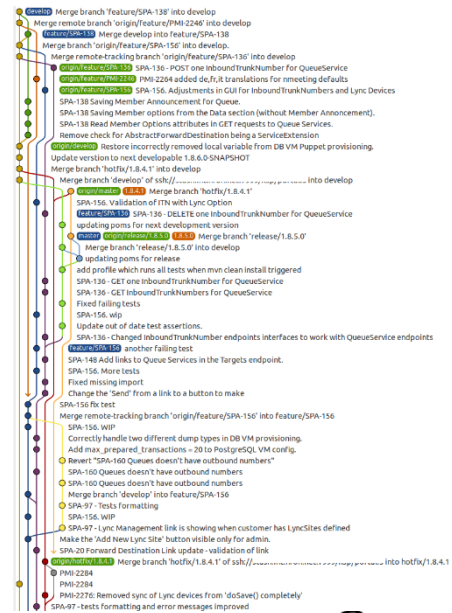 develop Merge branch 'feature/SPA-138' into develop
Merge remote branch 'origin/feature/PMI-2246' into develop
feature/SPA-138 Merge develop into feature/SPA-138
Merge branch 'origin/feature/SPA-156' into develop.
Merge remote-tracking branch 'origin/feature/SPA-136' into develop
origin/feature/SPA-138 SPA-136 - POST one InboundTrunkNumber for QueueService
origin/feature/PMI-2246 PMI-2264 added de,fr,it translations for nmeeting defaults
origin/feature/SPA-156 SPA-156. Adjustments in GUI for InboundTrunkNumbers and Lync Devices
SPA-138 Saving Member Announcement for Queue.
SPA-138 Saving Member options from the Data section (without Member Announcement).
SPA-138 Read Member Options attributes in GET requests to Queue Services.
Remove check for AbstractForwardDestination being a ServiceExtension
origin/develop Restore incorrectly removed local variable from DB VM Puppet provisioning.
Update verstion to next developable 1.8.6.0-SNAPSHOT
Merge branch 'hotfix/1.8.4.1' into develop
Merge branch 'develop' of ssh:// into develop
origin/master 1.8.4.1 Merge branch 'hotfix/1.8.4.1'
SPA-156. Validation of ITN with Lync Option
feature/SPA-136 SPA-136 - DELETE one InboundTrunkNumber for QueueService
updating poms for next development version
master origin/release/1.8.5.0 1.8.5.0 Merge branch 'release/1.8.5.0'
Merge branch 'release/1.8.5.0' into develop
updating poms for release
add profile which runs all tests when mvn clean install triggered
SPA-136 - GET one InboundTrunkNumber for QueueService
SPA-136 - GET InboundTrunkNumbers for QueueService
Fixed failing tests
SPA-156. wip
Update out of date test assertions.
SPA-136 - Changed InboundTrunkNumber endpoints interfaces to work with QueueService endpoints
feature/SPA-156 another failing test
SPA-148 Add links to Queue Services in the Targets endpoint.
SPA-156. More tests
Fixed missing import
Change the 'Send' from a link to a button to make
SPA-156 fix test
Merge remote-tracking branch 'origin/feature/SPA-156' into feature/SPA-156
SPA-156. WIP
Correctly handle two different dump types in DB VM provisioning.
Add max_prepared_transactions = 20 to PostgreSQL VM config.
Revert "SPA-160 Queues doesn't have outbound numbers"
SPA-160 Queues doesn't have outbound numbers
SPA-160 Queues doesn't have outbound numbers
Merge branch 'develop' into feature/SPA-156
SPA-97 - Tests formatting
SPA-156. WIP
SPA-97 - Lync Management link is showing when customer has LyncSites defined
Make the 'Add New Lync Site' button visible only for admin.
SPA-20 Forward Destination Link update - validation of link
origin/hotfix/1.8.4.1 Merge branch 'hotfix/1.8.4.1' of ssh:// into hotfix/1.8.4.1
PMI-2284
PMI-2284
PMI-2276: Removed sync of Lync devices from 'doSave() completely'
SPA-97 - tests formatting and error messages improved